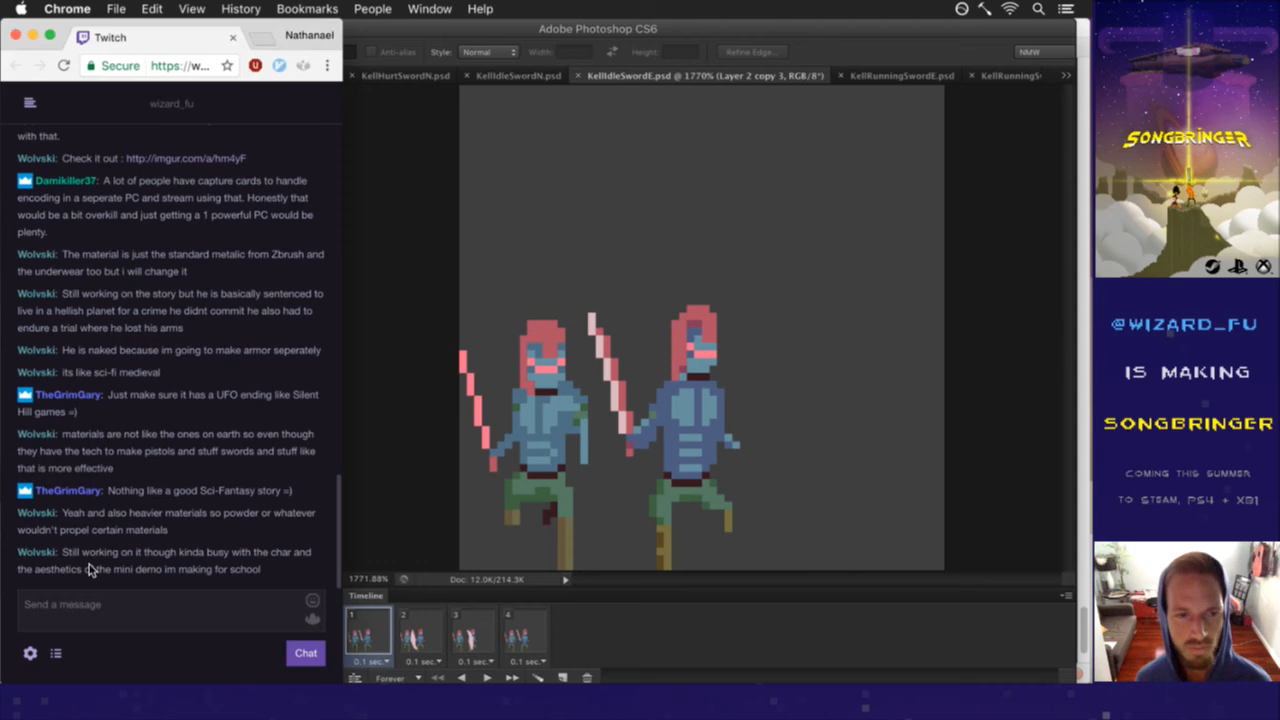 Chrome File Edit View History Bookmarks People Window Help
Twitch
Nathanael
Secure https://w...
wizard_fu
with that.
Wolvski: Check it out : http://imgur.com/a/hm4yF
Damikiller37: A lot of people have capture cards to handle
encoding in a seperate PC and stream using that. Honestly that
would be a bit overkill and just getting a 1 powerful PC would be
plenty.
Wolvski: The material is just the standard metalic from Zbrush and
the underwear too but i will change it
Wolvski: Still working on the story but he is basically sentenced to
live in a hellish planet for a crime he didnt commit he also had to
endure a trial where he lost his arms
Wolvski: He is naked because im going to make armor seperately
Wolvski: its like sci-fi medieval
TheGrimGary: Just make sure it has a UFO ending like Silent
Hill games =)
Wolvski: materials are not like the ones on earth so even though
they have the tech to make pistols and stuff swords and stuff like
that is more effective
TheGrimGary: Nothing like a good Sci-Fantasy story =)
Wolvski: Yeah and also heavier materials so powder or whatever
wouldn't propel certain materials
Wolvski: Still working on it though kinda busy with the char and
the aesthetics the mini demo im making for school
Send a message
Chat
Adobe Photoshop CS6
Anti-alias Style: Normal Width: Height: Refine Edge... NMW
KellHurtSwordN.psd KellIdleSwordN.psd KellIdleSwordE.psd @ 1770% (Layer 2 copy 3, RGB/8*) KellRunningSwordE.psd KellRunningS
1771.88% Doc: 12.0K/214.3K
Timeline
1 2 3 4
0.1 sec. 0.1 sec. 0.1 sec. 0.1 sec.
Forever
SONGBRINGER
@WIZARD_FU
IS MAKING
SONGBRINGER
COMING THIS SUMMER
TO STEAM, PS4 + XB1